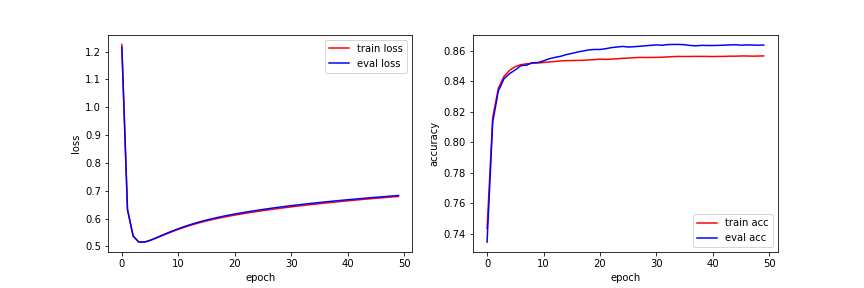 1.2
1.1
1.0
0.9
0.8
0.7
0.6
0.5
loss
0 10 20 30 40 50
epoch
train loss
eval loss
0.86
0.84
0.82
0.80
0.78
0.76
0.74
accuracy
0 10 20 30 40 50
epoch
train acc
eval acc